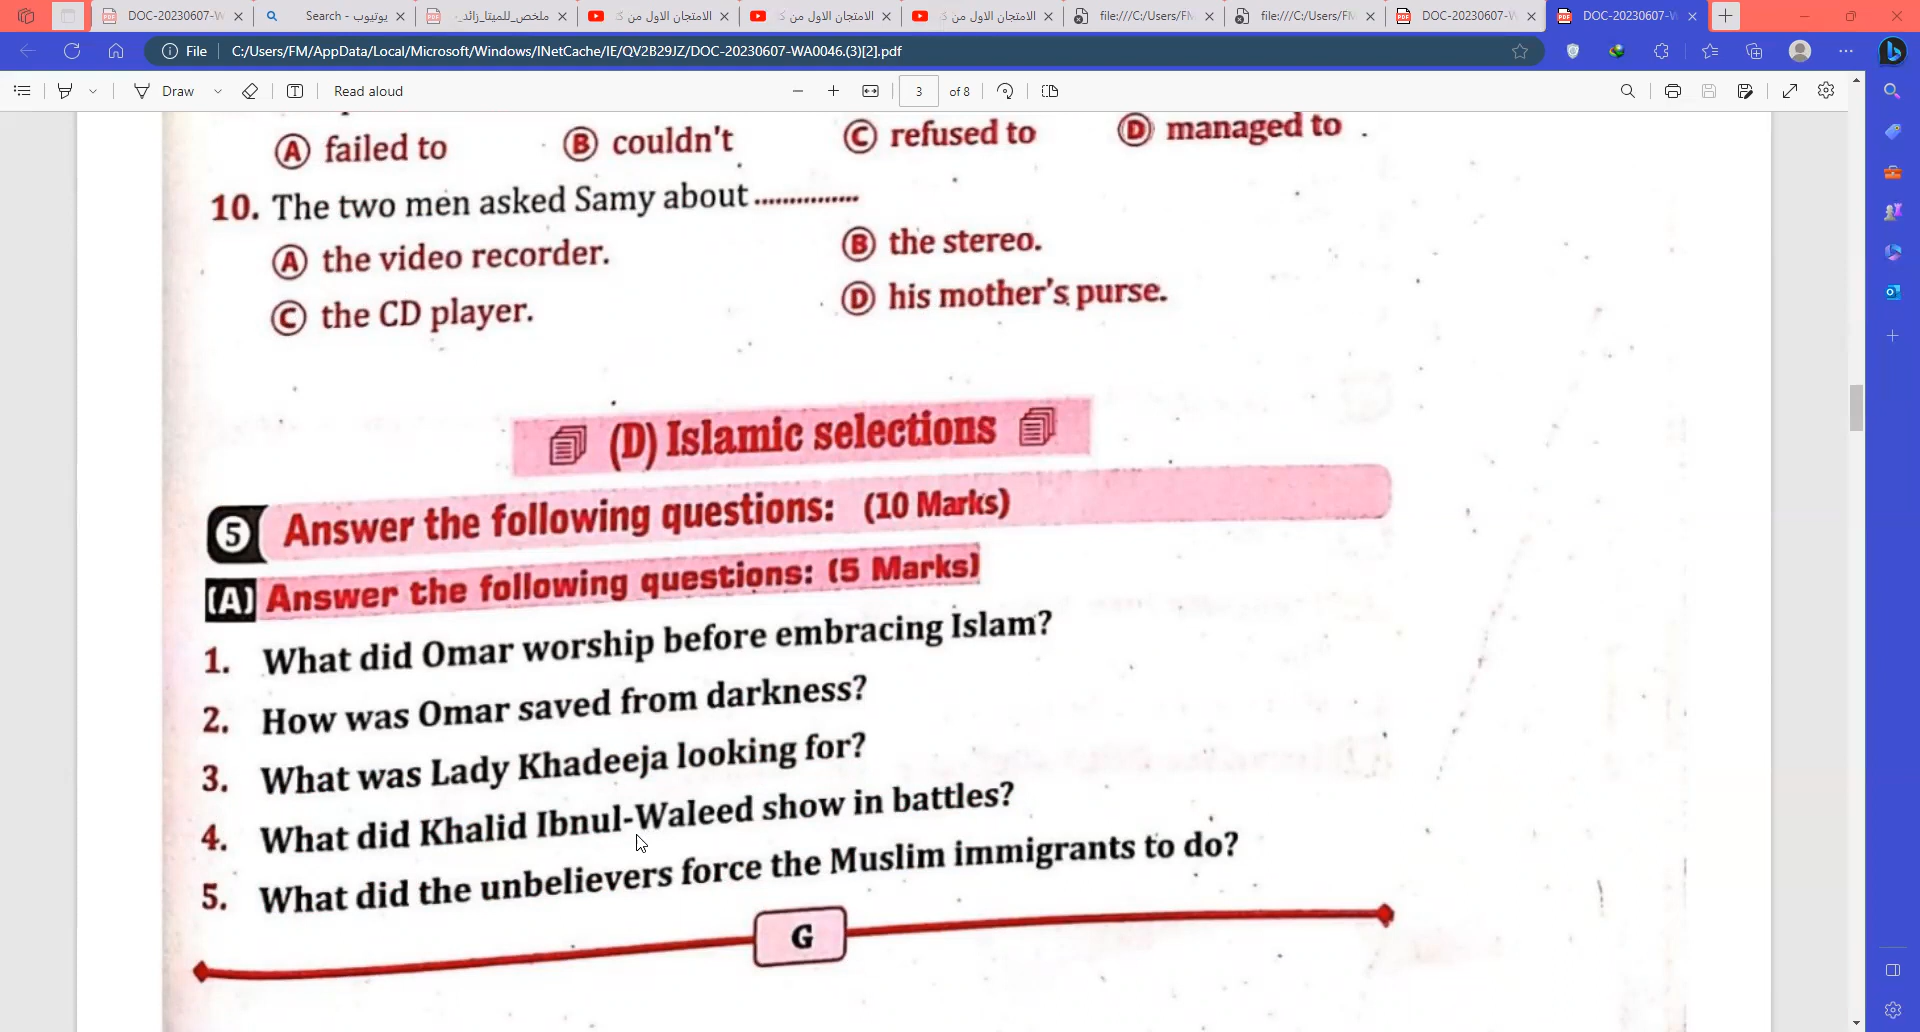 DOC-20230607-W
Search - يوتيوب
ملخص_للميتا_زائد_
الامتحان الاول من كـ
الامتحان الاول من كـ
الامتحان الاول من كـ
file:///C:/Users/FM
file:///C:/Users/FM
DOC-20230607-W
DOC-20230607-W
File C:/Users/FM/AppData/Local/Microsoft/Windows/INetCache/IE/QV2B29JZ/DOC-20230607-WA0046.(3)[2].pdf
Draw Read aloud 3 of 8
A failed to B couldn't C refused to D managed to .
10. The two men asked Samy about ...............
A the video recorder. B the stereo.
C the CD player. D his mother's purse.
(D) Islamic selections
5 Answer the following questions: (10 Marks)
(A) Answer the following questions: (5 Marks)
1. What did Omar worship before embracing Islam?
2. How was Omar saved from darkness?
3. What was Lady Khadeeja looking for?
4. What did Khalid Ibnul-Waleed show in battles?
5. What did the unbelievers force the Muslim immigrants to do?
G